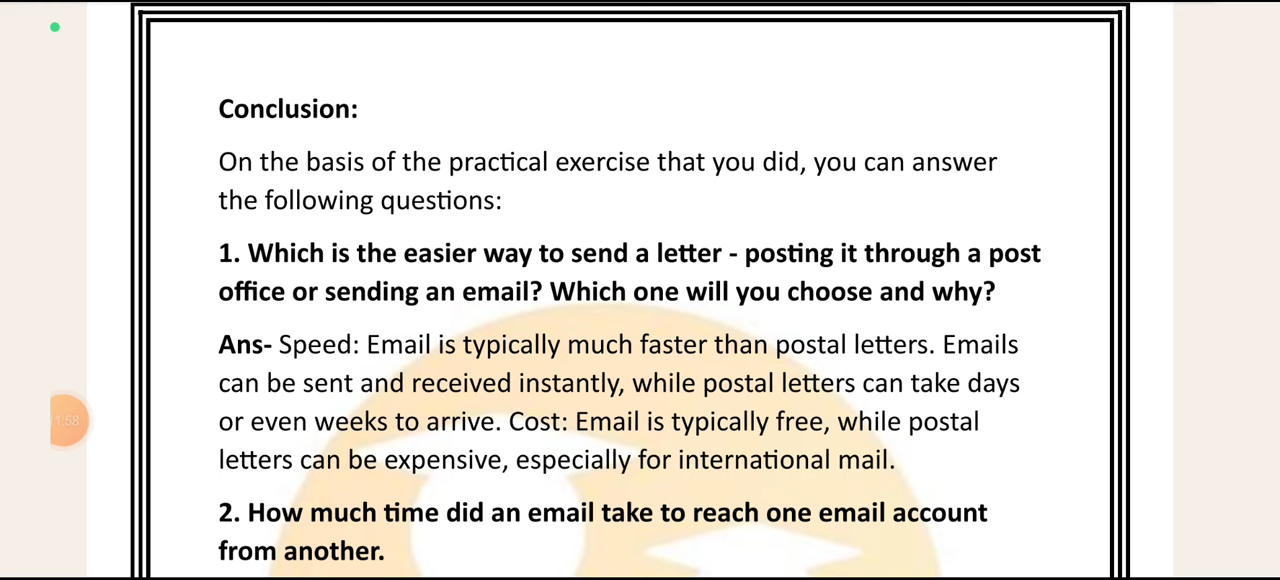 Conclusion:
On the basis of the practical exercise that you did, you can answer
the following questions:
1. Which is the easier way to send a letter - posting it through a post
office or sending an email? Which one will you choose and why?
Ans- Speed: Email is typically much faster than postal letters. Emails
can be sent and received instantly, while postal letters can take days
or even weeks to arrive. Cost: Email is typically free, while postal
letters can be expensive, especially for international mail.
1:58
2. How much time did an email take to reach one email account
from another.